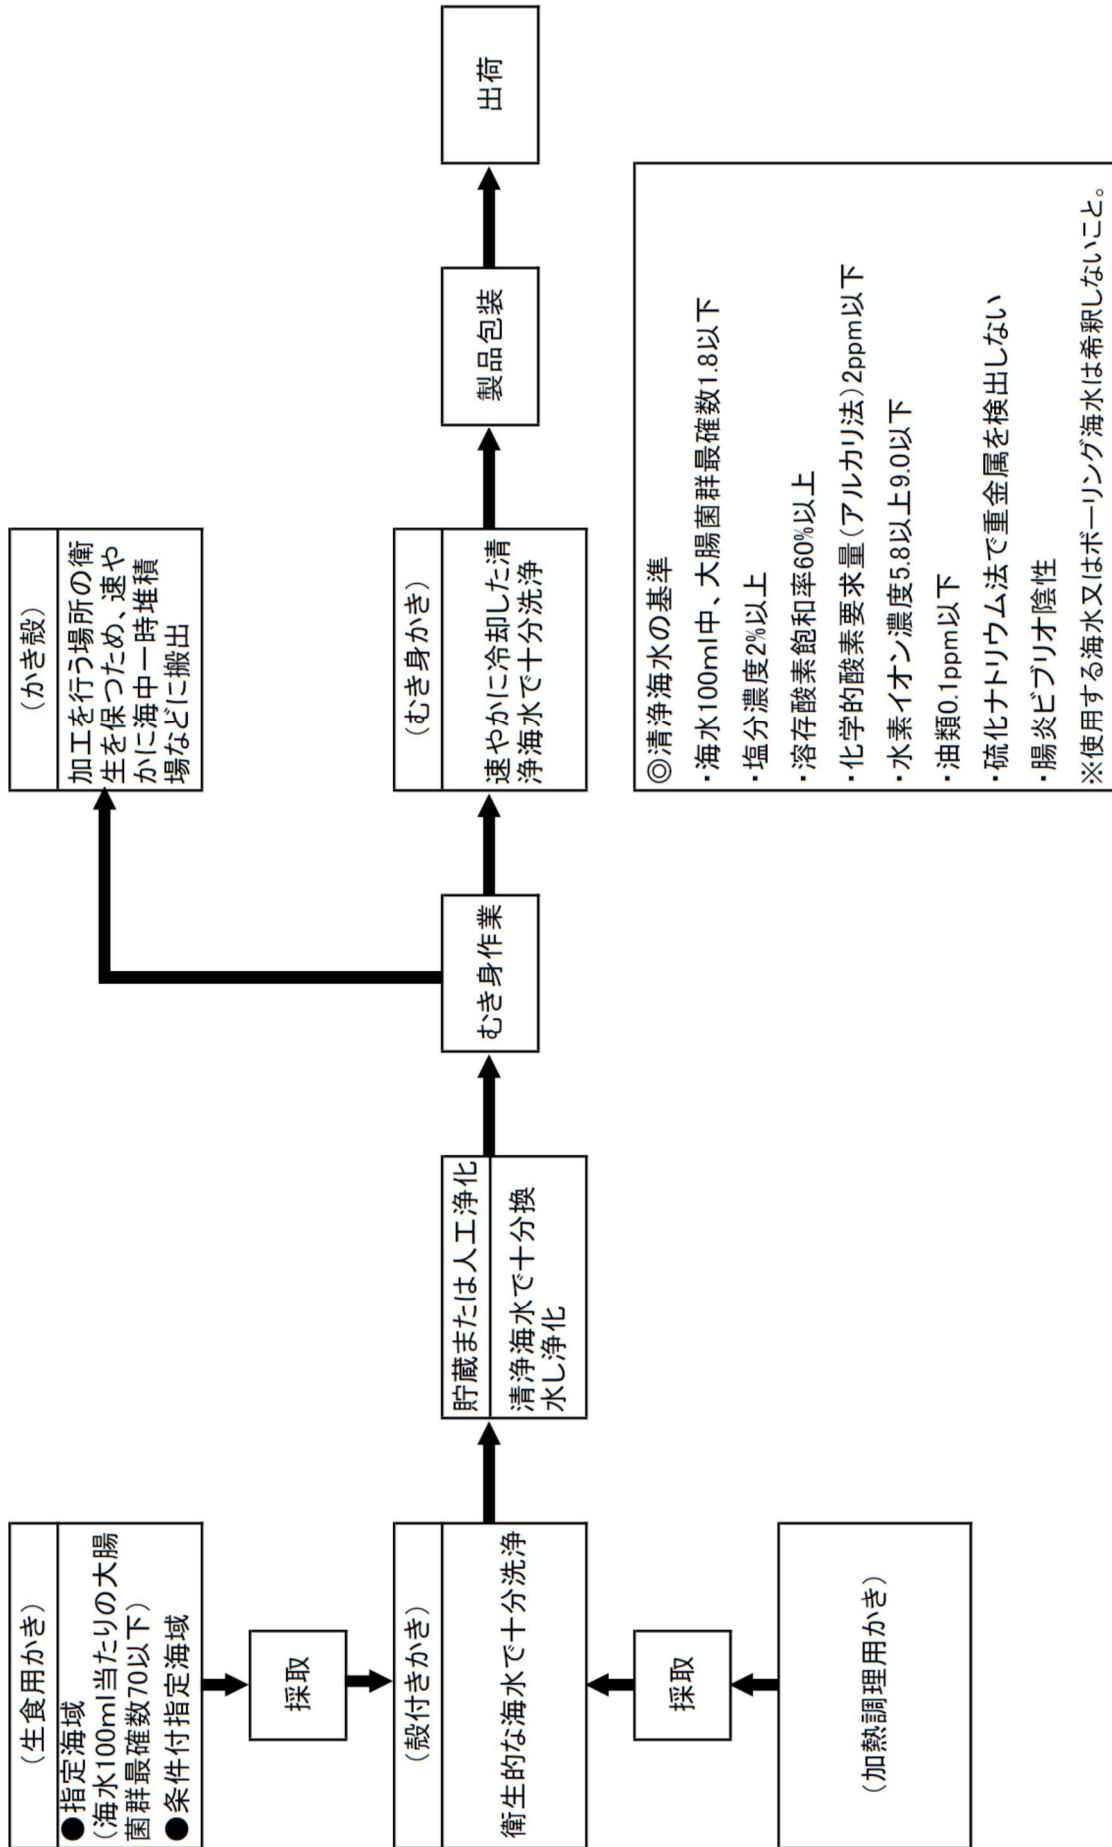 (生食用かき)
●指定海域
(海水100ml当たりの大腸
菌群最確数70以下)
●条件付指定海域
採取
(殻付きかき)
衛生的な海水で十分洗浄
採取
(加熱調理用かき)
貯蔵または人工浄化
清浄海水で十分換
水し浄化
むき身作業
(かき殻)
加工を行う場所の衛
生を保つため、速や
かに海中一時堆積
場などに搬出
(むき身かき)
速やかに冷却した清
浄海水で十分洗浄
製品包装
出荷
◎清浄海水の基準
・海水100ml中、大腸菌群最確数1.8以下
・塩分濃度2%以上
・溶存酸素飽和率60%以上
・化学的酸素要求量(アルカリ法)2ppm以下
・水素イオン濃度5.8以上9.0以下
・油類0.1ppm以下
・硫化ナトリウム法で重金属を検出しない
・腸炎ビブリオ陰性
※使用する海水又はボーリング海水は希釈しないこと。